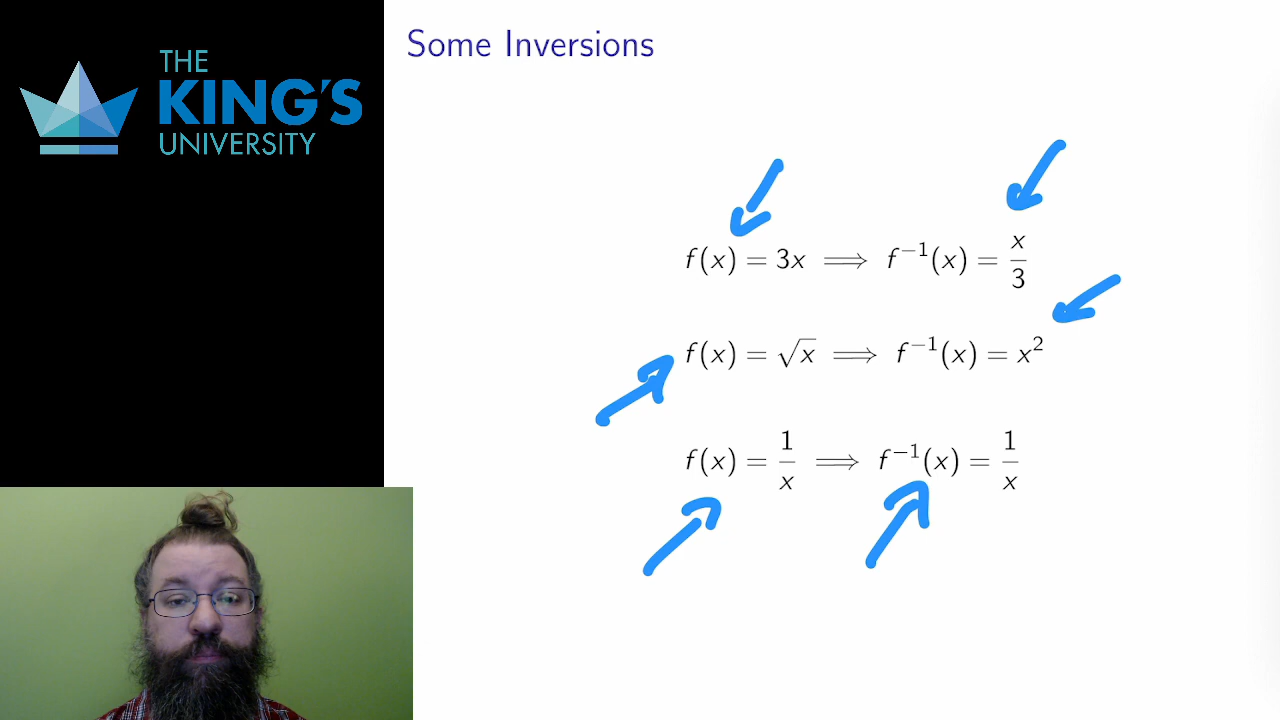 THE
KING'S
UNIVERSITY
Some Inversions
f(x) = 3x ⟹ f⁻¹(x) = x/3
f(x) = √x ⟹ f⁻¹(x) = x²
f(x) = 1/x ⟹ f⁻¹(x) = 1/x